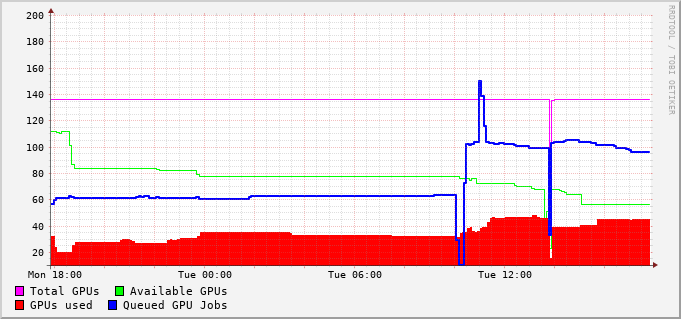 200
180
160
140
120
100
80
60
40
20
Mon 18:00 Tue 00:00 Tue 06:00 Tue 12:00
Total GPUs Available GPUs
GPUs used Queued GPU Jobs
RRDTOOL / TOBI OETIKER